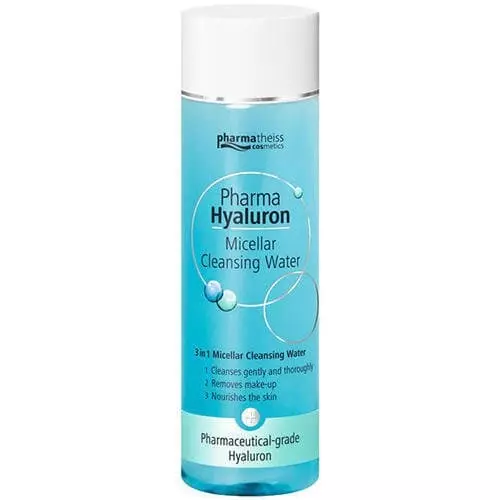 pharmatheiss
cosmetics
Pharma
Hyaluron
Micellar
Cleansing Water
3 in 1 Micellar Cleansing Water
1 Cleanses gently and thoroughly
2 Removes make-up
3 Nourishes the skin
Pharmaceutical-grade
Hyaluron